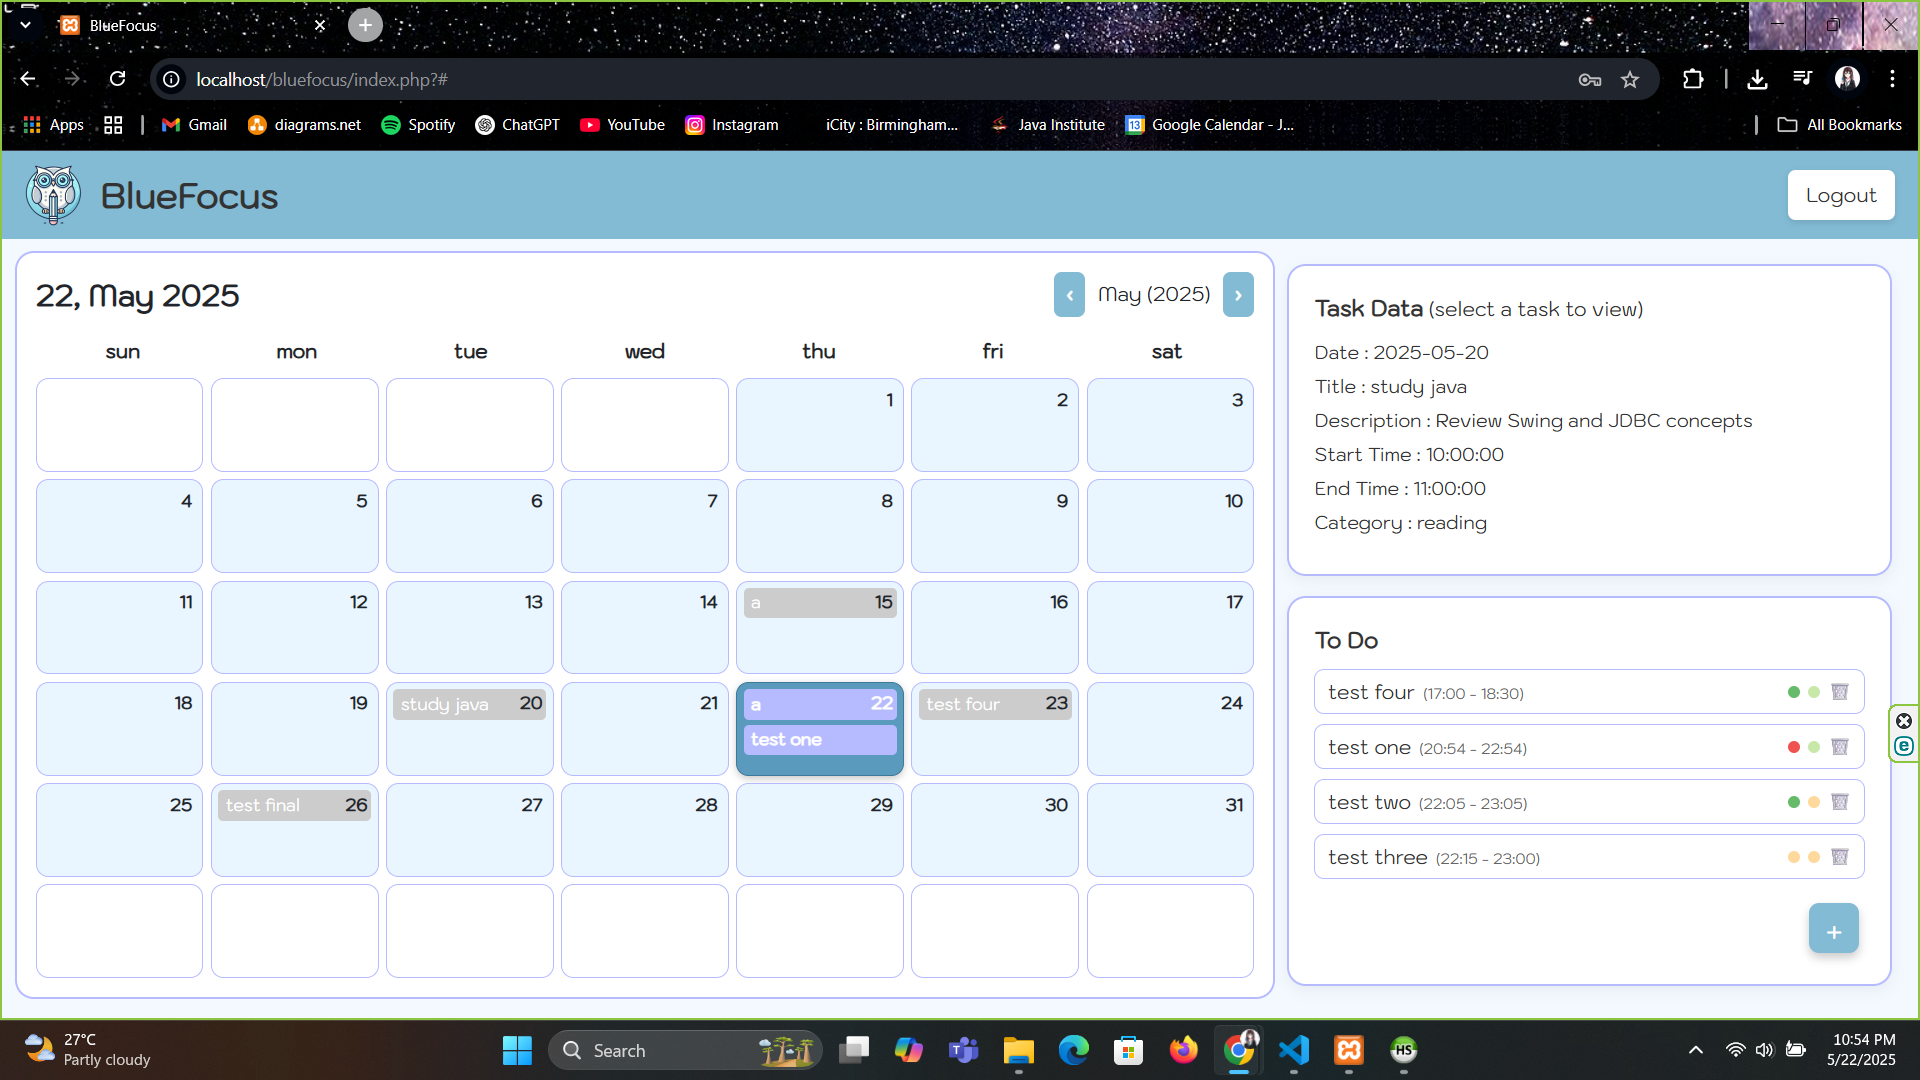 BlueFocus
localhost/bluefocus/index.php?#
Apps
Gmail
diagrams.net
Spotify
ChatGPT
YouTube
Instagram
iCity : Birmingham...
Java Institute
13
Google Calendar - J...
All Bookmarks
BlueFocus
Logout
22, May 2025
‹ May (2025) ›
sun mon tue wed thu fri sat
1 2 3
4 5 6 7 8 9 10
11 12 13 14 a 15 16 17
18 19 study java 20 21 a 22 test four 23 24
test one
25 test final 26 27 28 29 30 31
Task Data (select a task to view)
Date : 2025-05-20
Title : study java
Description : Review Swing and JDBC concepts
Start Time : 10:00:00
End Time : 11:00:00
Category : reading
To Do
test four (17:00 - 18:30)
test one (20:54 - 22:54)
test two (22:05 - 23:05)
test three (22:15 - 23:00)
+
e
27°C
Partly cloudy
Search
HS
10:54 PM
5/22/2025